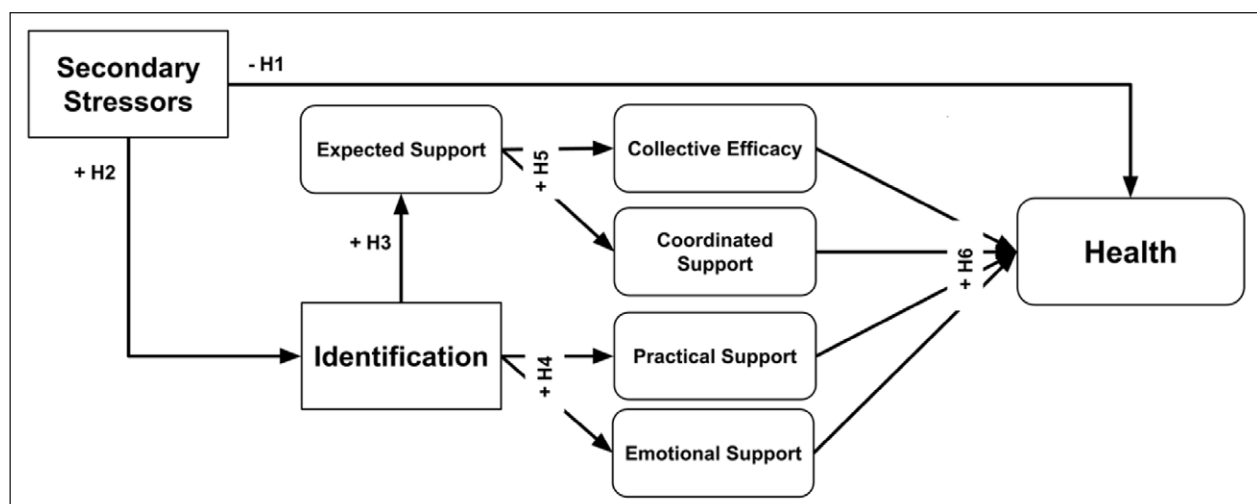 Secondary
Stressors
- H1
+ H2
Expected Support
+ H5
Collective Efficacy
Coordinated
Support
+ H3
Identification
+ H4
Practical Support
Emotional Support
+ H6
Health